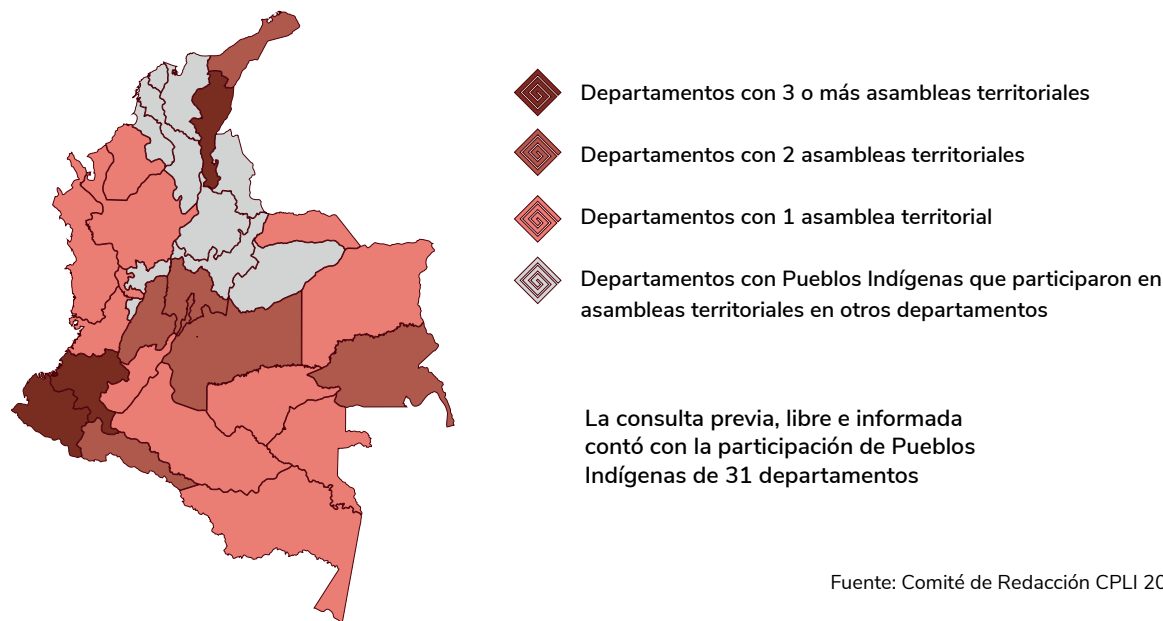 Departamentos con 3 o más asambleas territoriales
Departamentos con 2 asambleas territoriales
Departamentos con 1 asamblea territorial
Departamentos con Pueblos Indígenas que participaron en
asambleas territoriales en otros departamentos
La consulta previa, libre e informada
contó con la participación de Pueblos
Indígenas de 31 departamentos
Fuente: Comité de Redacción CPLI 20